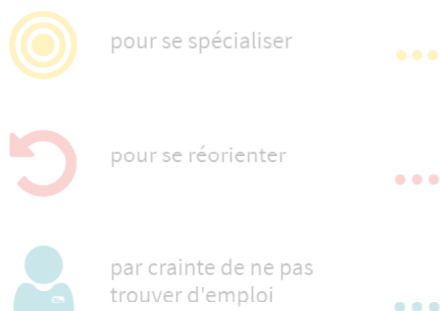 pour se spécialiser
pour se réorienter
par crainte de ne pas
trouver d'emploi